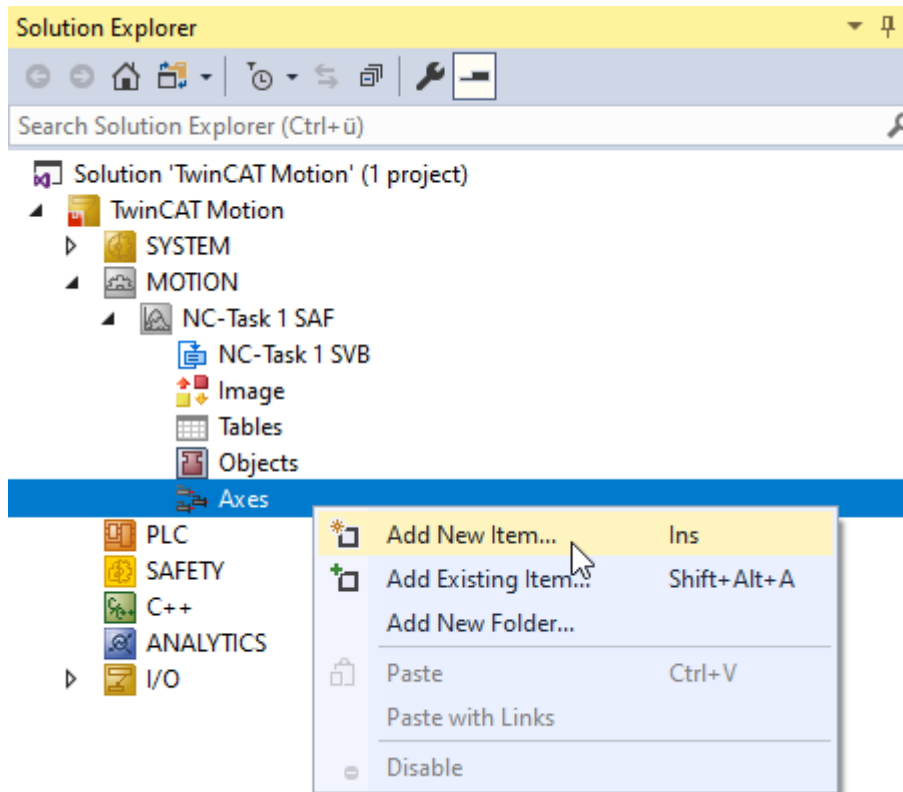 Solution Explorer
Search Solution Explorer (Ctrl+ü)
Solution 'TwinCAT Motion' (1 project)
TwinCAT Motion
SYSTEM
MOTION
NC-Task 1 SAF
NC-Task 1 SVB
Image
Tables
Objects
Axes
PLC
SAFETY
C++
ANALYTICS
I/O
Add New Item... Ins
Add Existing Item... Shift+Alt+A
Add New Folder...
Paste Ctrl+V
Paste with Links
Disable